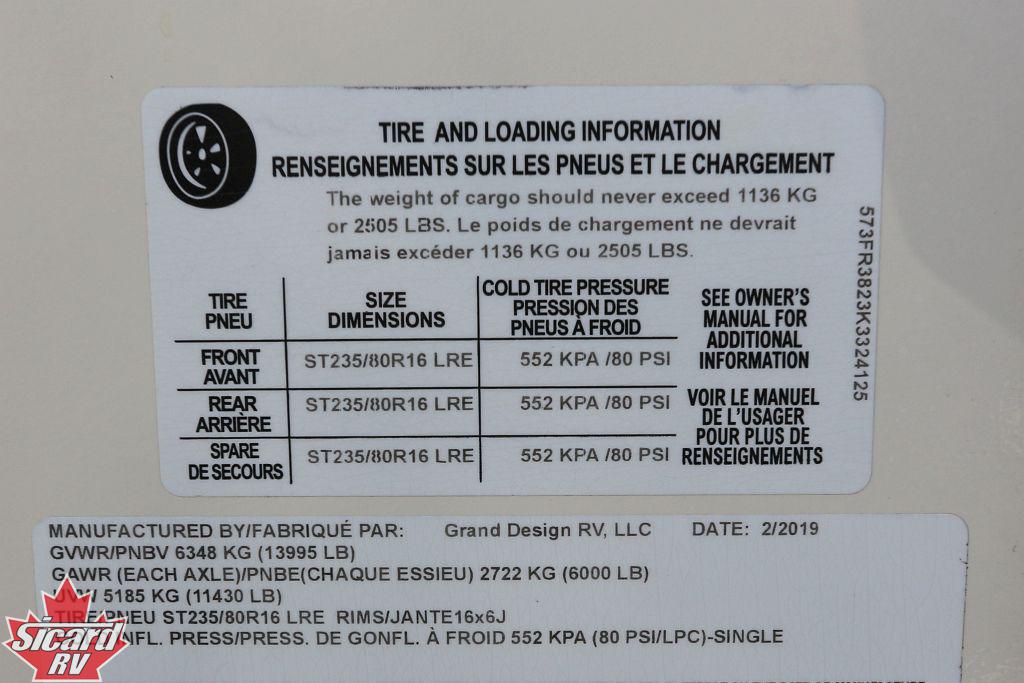 TIRE AND LOADING INFORMATION
RENSEIGNEMENTS SUR LES PNEUS ET LE CHARGEMENT
The weight of cargo should never exceed 1136 KG
or 2505 LBS. Le poids de chargement ne devrait
jamais excéder 1136 KG ou 2505 LBS.
TIRE
PNEU
SIZE
DIMENSIONS
COLD TIRE PRESSURE
PRESSION DES
PNEUS À FROID
FRONT
AVANT
ST235/80R16 LRE
552 KPA /80 PSI
REAR
ARRIÈRE
ST235/80R16 LRE
552 KPA /80 PSI
SPARE
DE SECOURS
ST235/80R16 LRE
552 KPA /80 PSI
SEE OWNER'S
MANUAL FOR
ADDITIONAL
INFORMATION
VOIR LE MANUEL
DE L'USAGER
POUR PLUS DE
RENSEIGNEMENTS
573FR3823K3324125
MANUFACTURED BY/FABRIQUÉ PAR: Grand Design RV, LLC DATE: 2/2019
GVWR/PNBV 6348 KG (13995 LB)
GAWR (EACH AXLE)/PNBE(CHAQUE ESSIEU) 2722 KG (6000 LB)
UVW 5185 KG (11430 LB)
TIRE/PNEU ST235/80R16 LRE RIMS/JANTE16x6J
NFL. PRESS/PRESS. DE GONFL. À FROID 552 KPA (80 PSI/LPC)-SINGLE
Sicard
RV